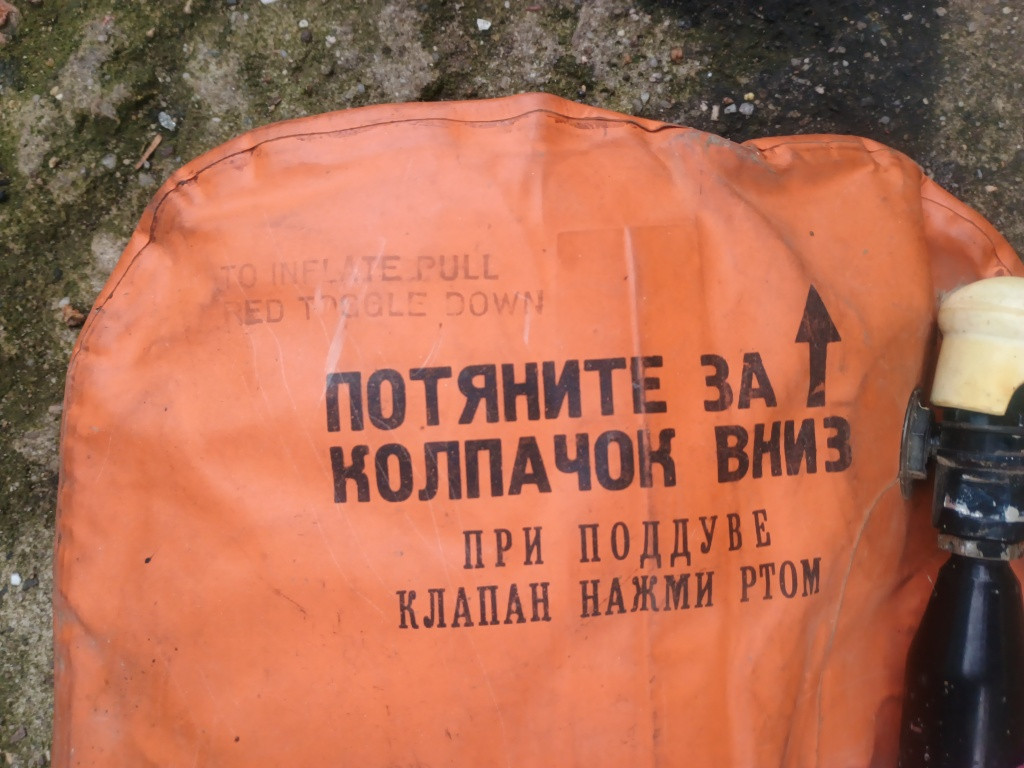 TO INFLATE PULL
RED TOGGLE DOWN
ПОТЯНИТЕ ЗА
КОЛПАЧОК ВНИЗ
ПРИ ПОДДУВЕ
КЛАПАН НАЖМИ РТОМ